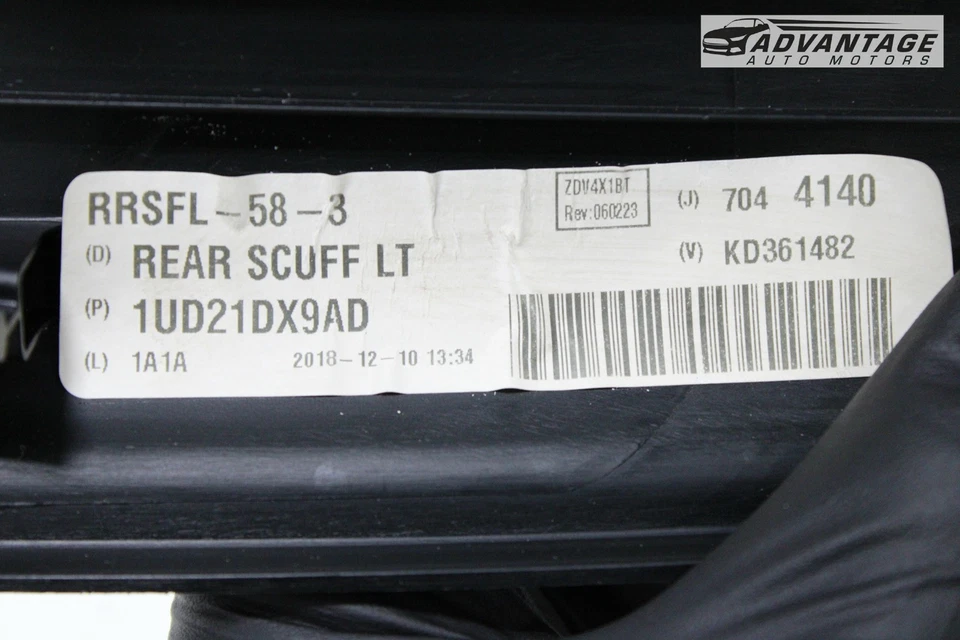 ADVANTAGE
AUTO MOTORS
RRSFL-58-3
ZDV4X1BT
Rev:060223
(J) 704 4140
(D) REAR SCUFF LT
(V) KD361482
(P) 1UD21DX9AD
(L) 1A1A 2018-12-10 13:34